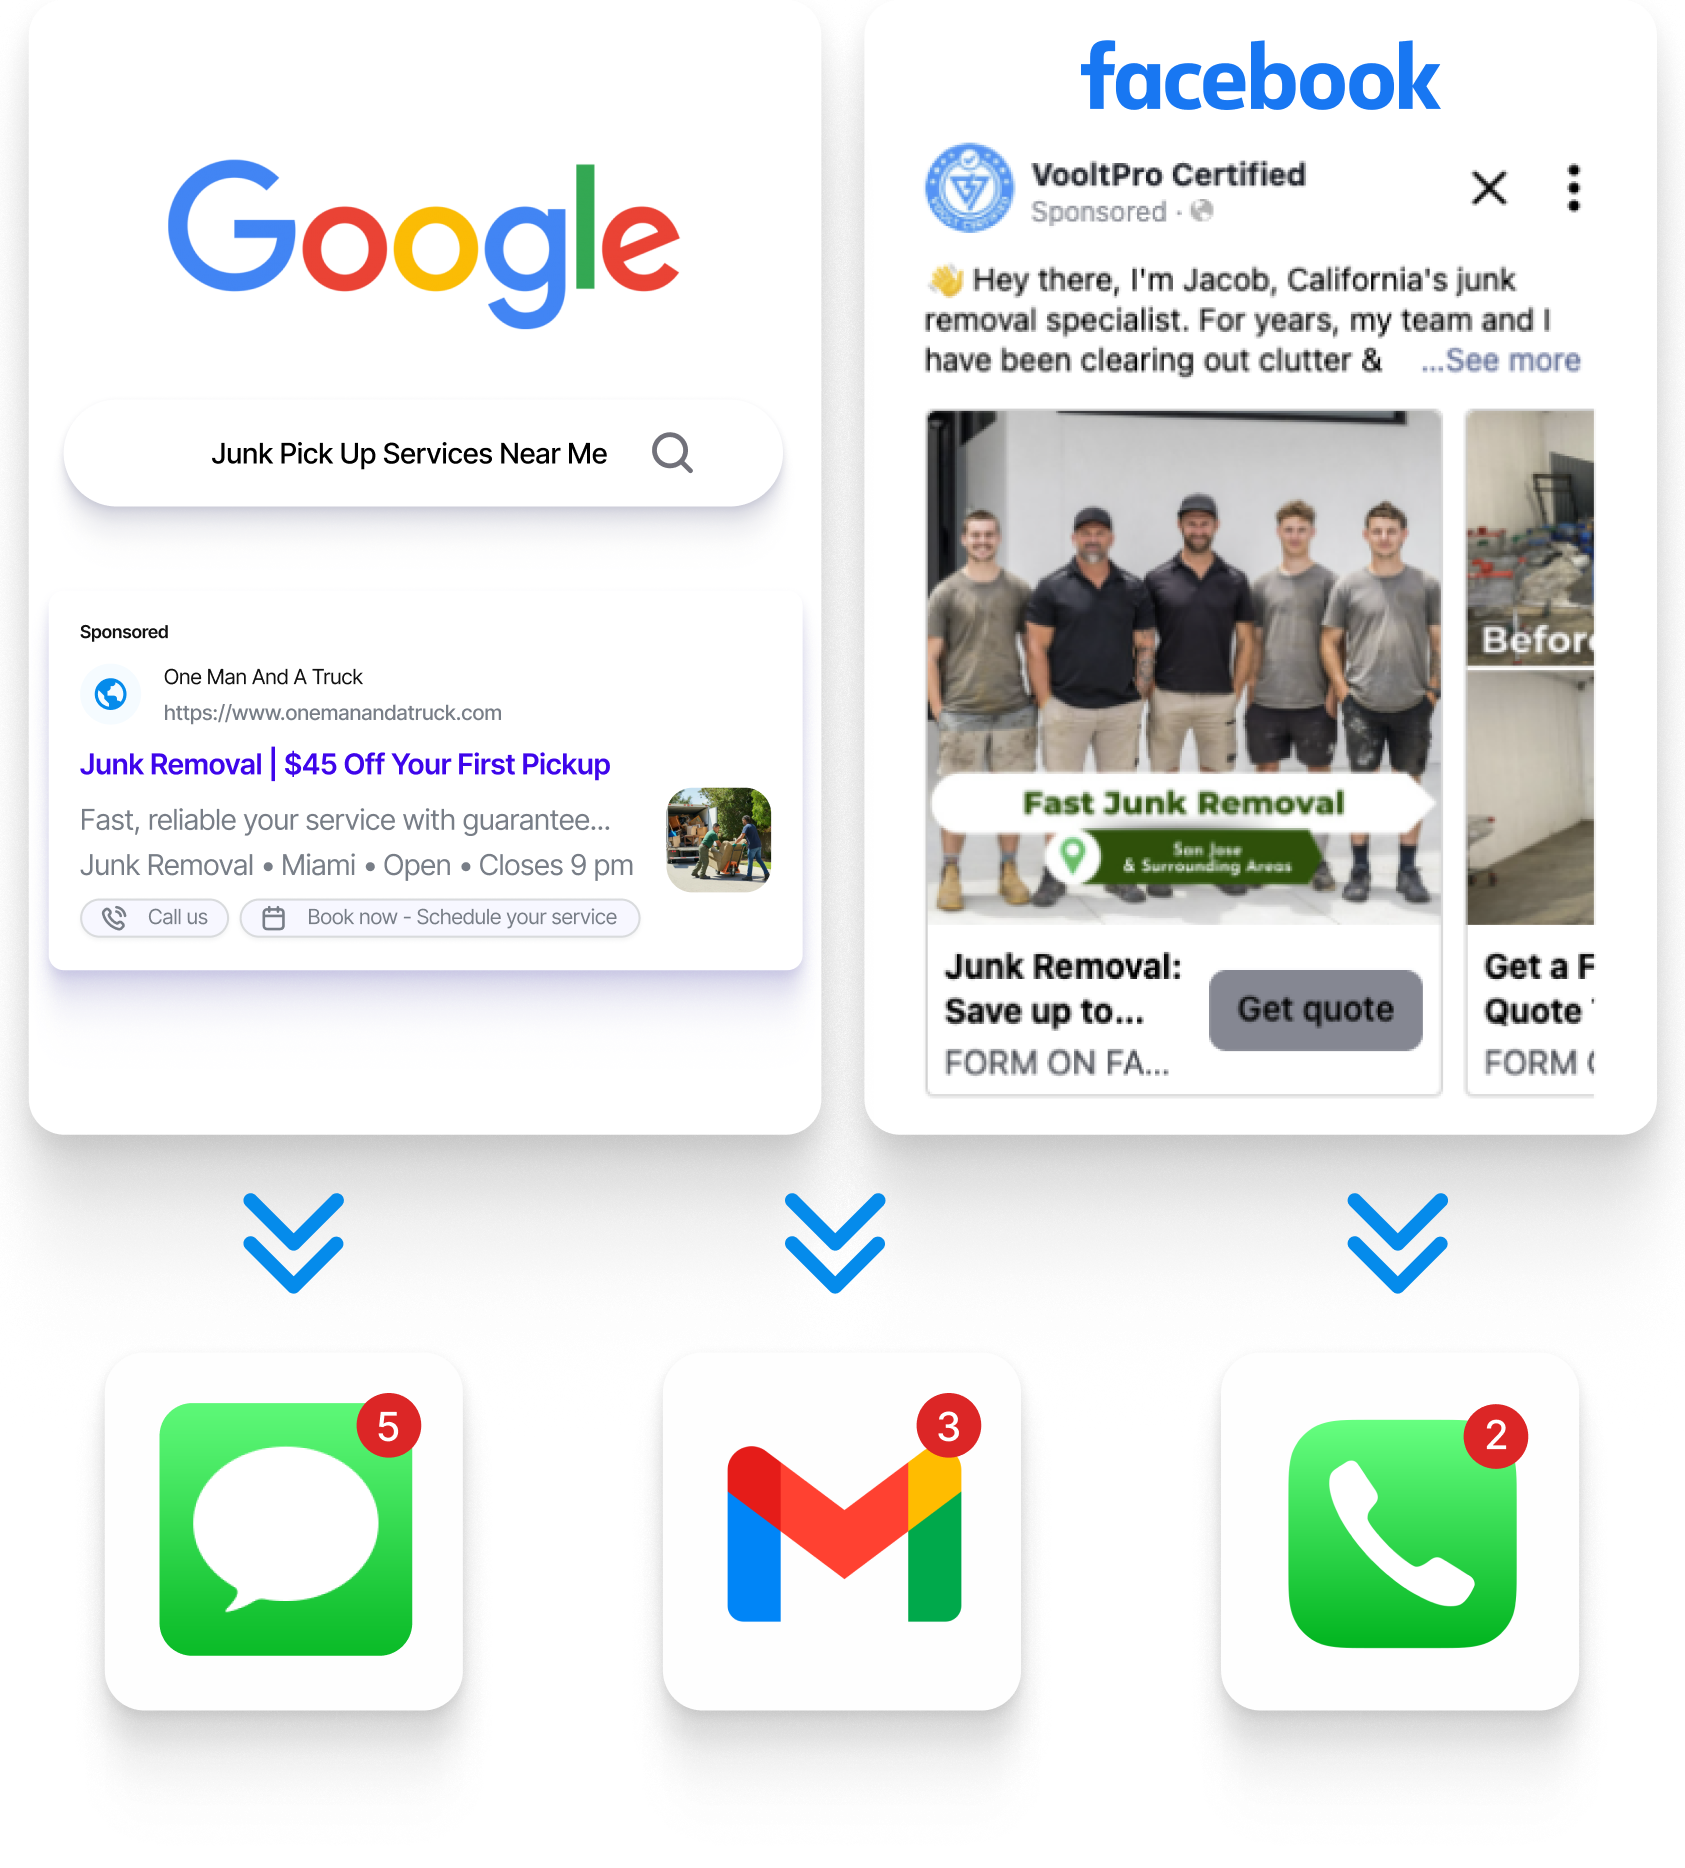 Google
Junk Pick Up Services Near Me
Sponsored
One Man And A Truck
https://www.onemanandatruck.com
Junk Removal | $45 Off Your First Pickup
Fast, reliable your service with guarantee...
Junk Removal • Miami • Open • Closes 9 pm
Call us
Book now - Schedule your service
facebook
VooltPro Certified
Sponsored ·
👋 Hey there, I'm Jacob, California's junk
removal specialist. For years, my team and I
have been clearing out clutter & ...See more
Fast Junk Removal
San Jose
& Surrounding Areas
Junk Removal:
Save up to...
FORM ON FA...
Get quote
Before
Get a F
Quote
FORM
5
3
2